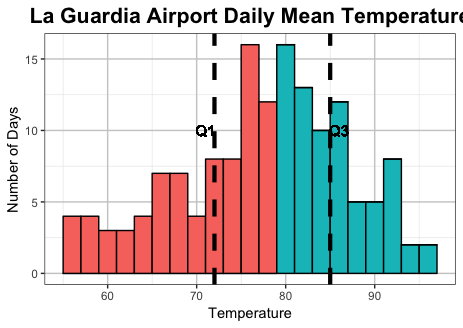 La Guardia Airport Daily Mean Temperature
Number of Days
15
10
5
0
Q1
Q3
60
70
80
90
Temperature